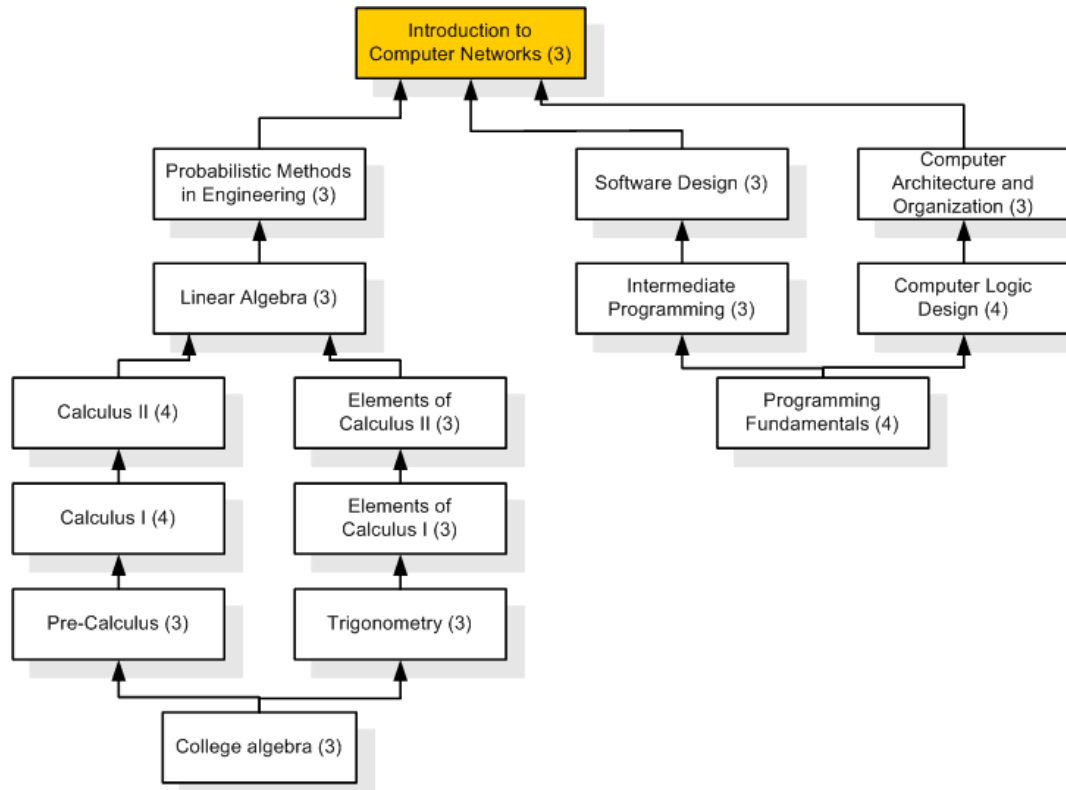 Introduction to
Computer Networks (3)
Probabilistic Methods
in Engineering (3)
Software Design (3)
Computer
Architecture and
Organization (3)
Linear Algebra (3)
Intermediate
Programming (3)
Computer Logic
Design (4)
Calculus II (4)
Elements of
Calculus II (3)
Programming
Fundamentals (4)
Calculus I (4)
Elements of
Calculus I (3)
Pre-Calculus (3)
Trigonometry (3)
College algebra (3)